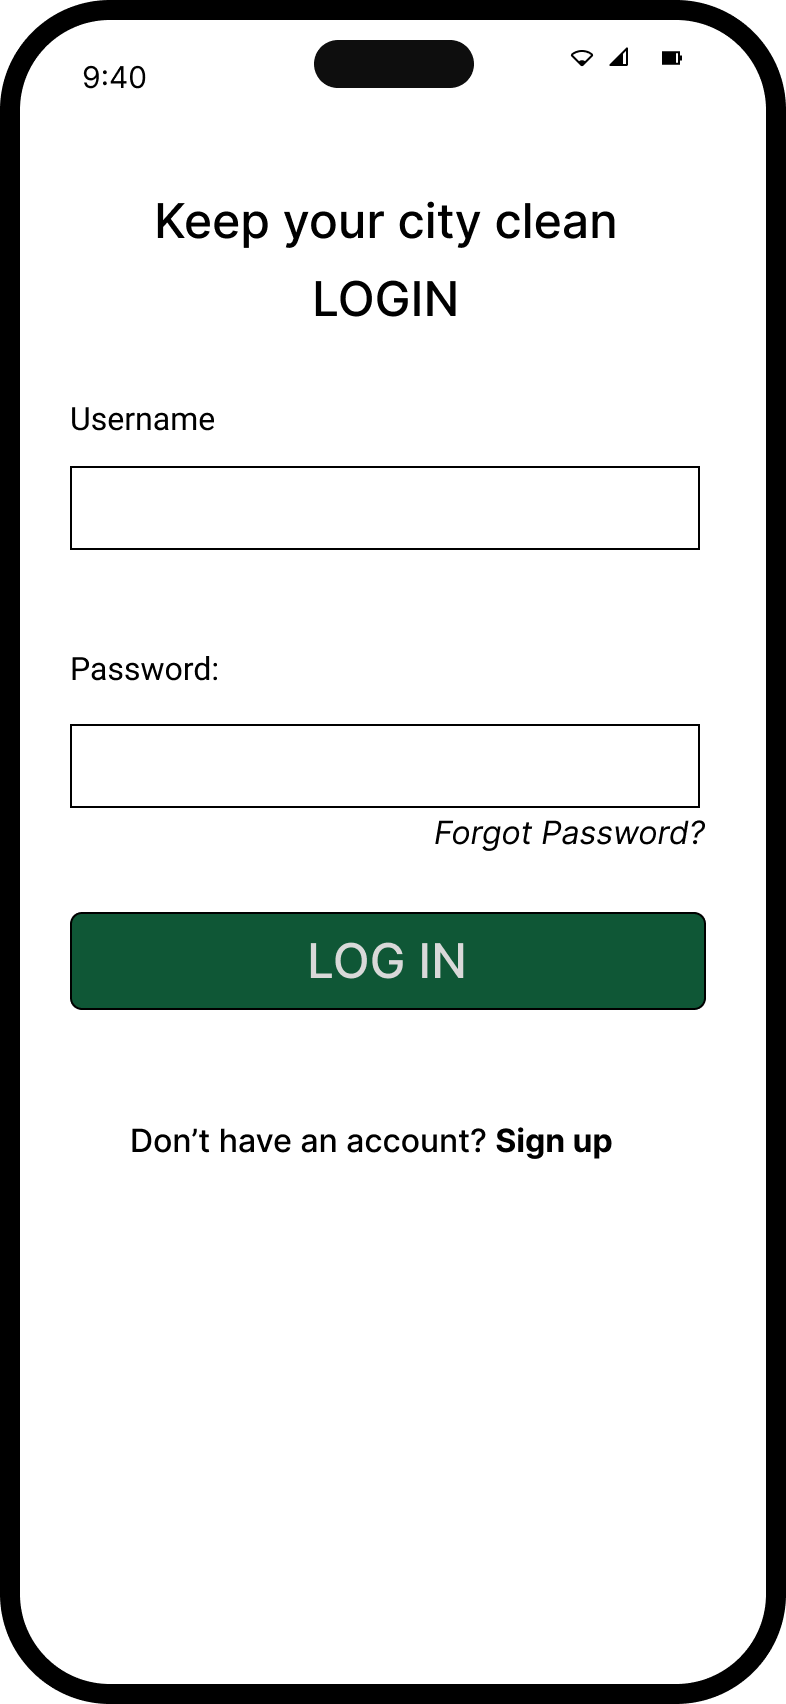 9:40
Keep your city clean
LOGIN
Username
Password:
Forgot Password?
LOG IN
Don’t have an account? Sign up